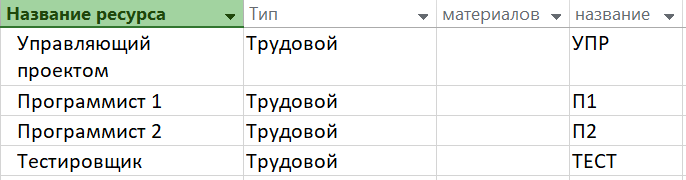 Название ресурса Тип материалов название
Управляющий Трудовой УПР
проектом
Программист 1 Трудовой П1
Программист 2 Трудовой П2
Тестировщик Трудовой ТЕСТ